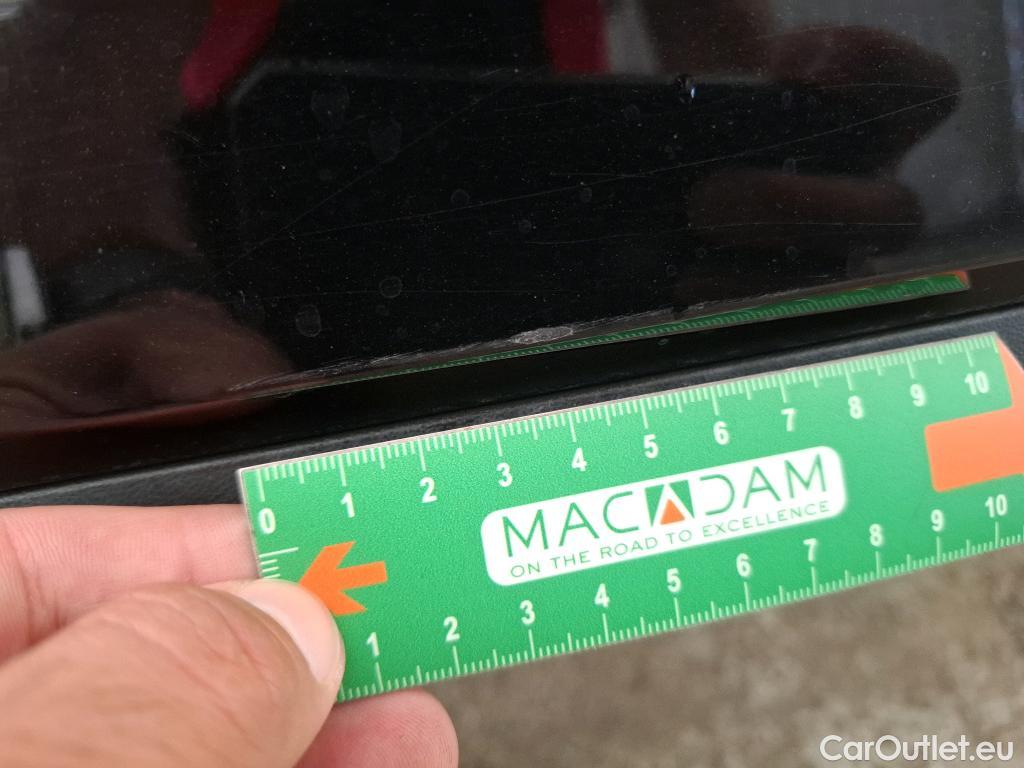 0 1 2 3 4 5 6 7 8 9 10
MACADAM
ON THE ROAD TO EXCELLENCE
1 2 3 4 5 6 7 8 9 10
CarOutlet.eu